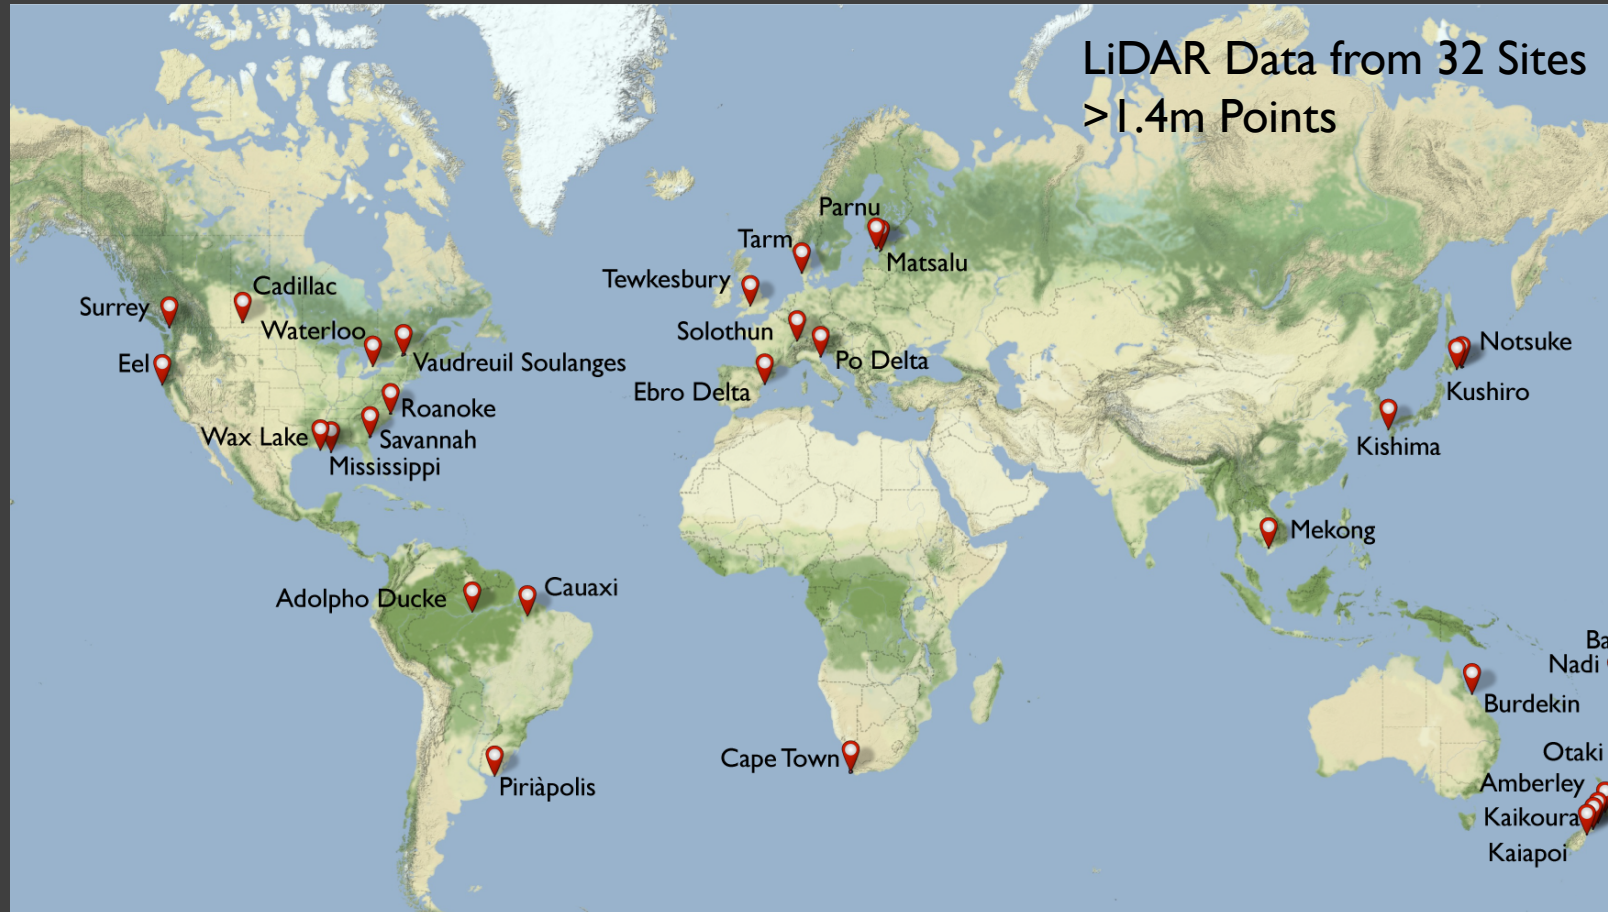 LiDAR Data from 32 Sites
>1.4m Points
Parnu
Tarm
Matsalu
Tewkesbury
Cadillac
Surrey
Waterloo
Solothun
Vaudreuil Soulanges
Eel
Po Delta
Notsuke
Ebro Delta
Kushiro
Roanoke
Wax Lake
Savannah
Kishima
Mississippi
Mekong
Adolpho Ducke
Cauaxi
Ba
Nadi
Burdekin
Cape Town
Otaki
Piriàpolis
Amberley
Kaikoura
Kaiapoi